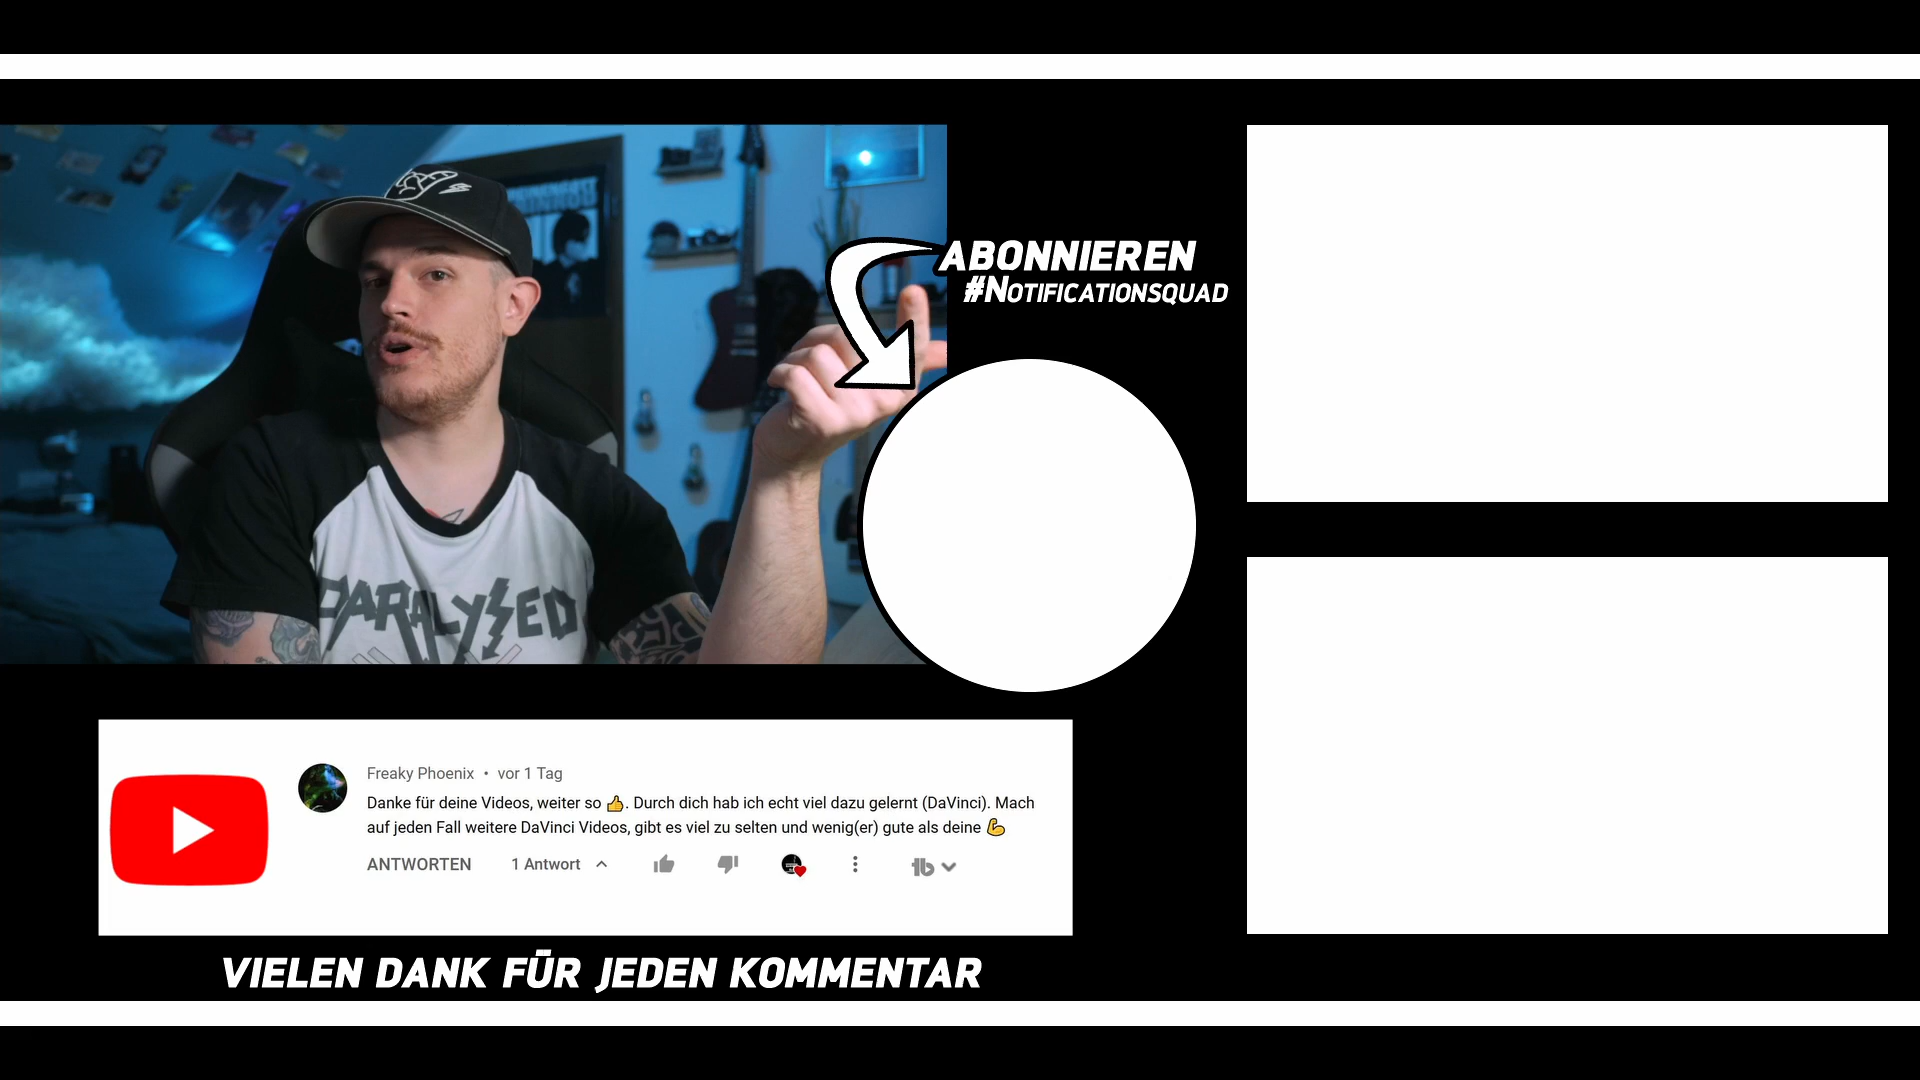 ABONNIEREN
#NOTIFICATIONSQUAD
PARALYZED
Freaky Phoenix • vor 1 Tag
Danke für deine Videos, weiter so 👍. Durch dich hab ich echt viel dazu gelernt (DaVinci). Mach
auf jeden Fall weitere DaVinci Videos, gibt es viel zu selten und wenig(er) gute als deine 💪
ANTWORTEN 1 Antwort
VIELEN DANK FÜR JEDEN KOMMENTAR